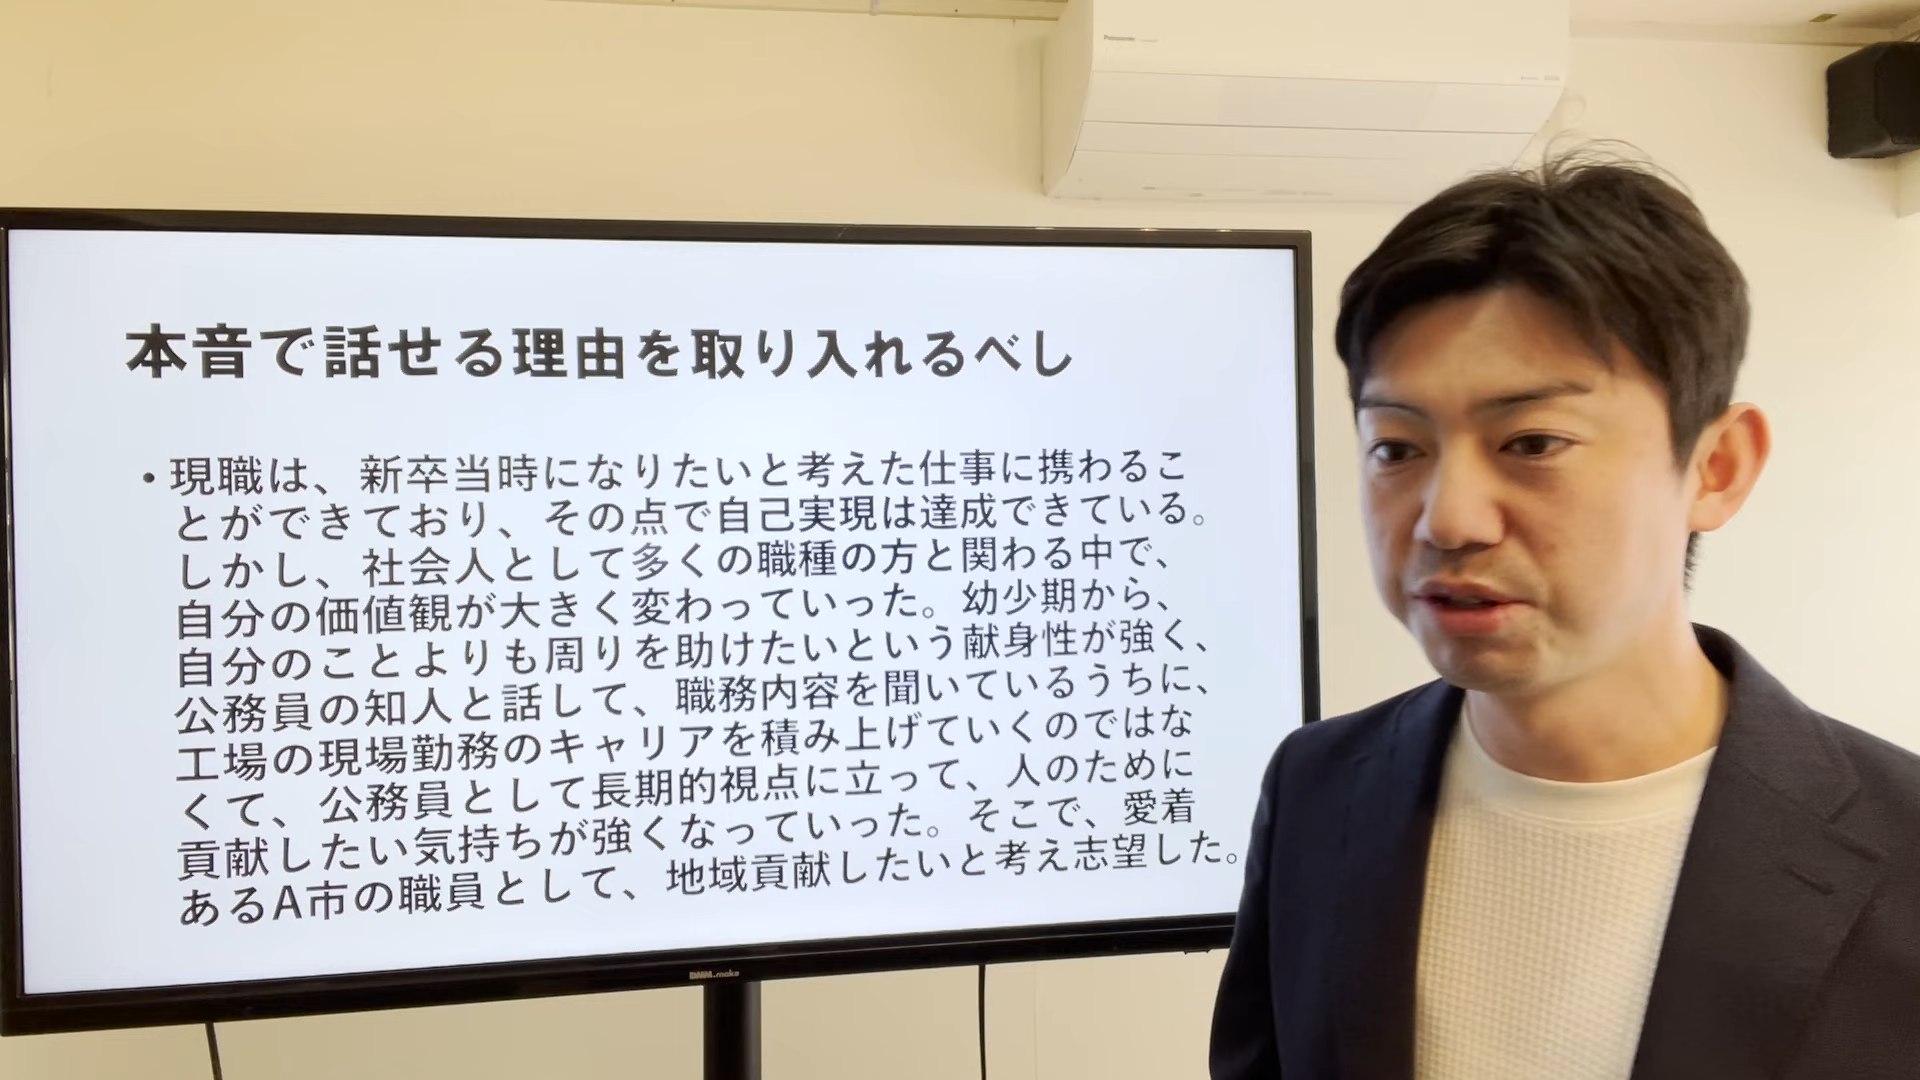 本音で話せる理由を取り入れるべし
・現職は、新卒当時になりたいと考えた仕事に携わるこ
とができており、その点で自己実現は達成できている。
しかし、社会人として多くの職種の方と関わる中で、
自分の価値観が大きく変わっていった。幼少期から、
自分のことよりも周りを助けたいという献身性が強く、
公務員の知人と話して、職務内容を聞いているうちに、
工場の現場勤務のキャリアを積み上げていくのではな
くて、公務員として長期的視点に立って、人のために
貢献したい気持ちが強くなっていった。そこで、愛着
あるA市の職員として、地域貢献したいと考え志望した。
DMM.make
Panasonic